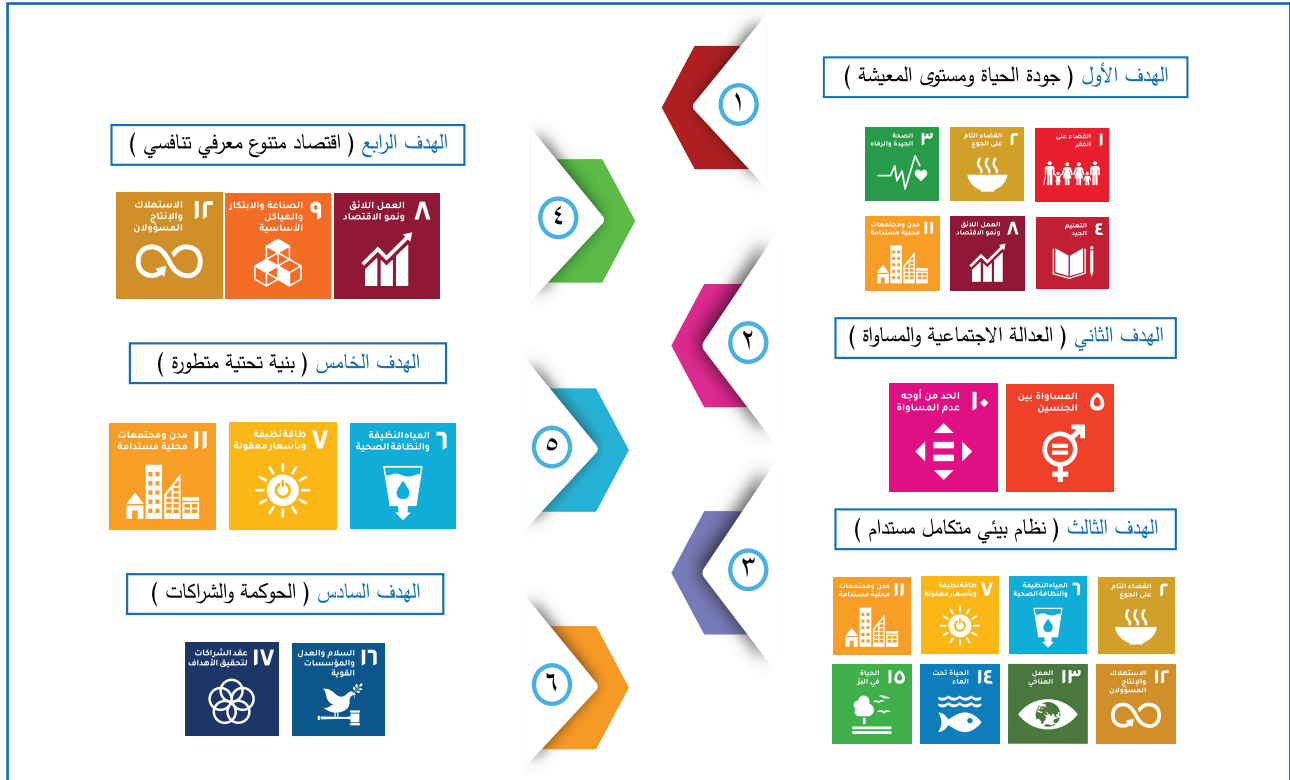 ١
الهدف الأول ( جودة الحياة ومستوى المعيشة )
١ القضاء على
الفقر
٢ القضاء التام
على الجوع
٣ الصحة
الجيدة والرفاه
٤ التعليم
الجيد
٨ العمل اللائق
ونمو الاقتصاد
١١ مدن ومجتمعات
محلية مستدامة
٢
الهدف الثاني ( العدالة الاجتماعية والمساواة )
٥ المساواة بين
الجنسين
١٠ الحد من أوجه
عدم المساواة
٣
الهدف الثالث ( نظام بيئي متكامل مستدام )
٢ القضاء التام
على الجوع
٦ المياه النظيفة
والنظافة الصحية
٧ طاقة نظيفة
وبأسعار معقولة
١١ مدن ومجتمعات
محلية مستدامة
١٢ الاستهلاك
والإنتاج
المسؤولان
١٣ العمل
المناخي
١٤ الحياة تحت
الماء
١٥ الحياة
في البرّ
٤
الهدف الرابع ( اقتصاد متنوع معرفي تنافسي )
٨ العمل اللائق
ونمو الاقتصاد
٩ الصناعة والابتكار
والهياكل
الأساسية
١٢ الاستهلاك
والإنتاج
المسؤولان
٥
الهدف الخامس ( بنية تحتية متطورة )
٦ المياه النظيفة
والنظافة الصحية
٧ طاقة نظيفة
وبأسعار معقولة
١١ مدن ومجتمعات
محلية مستدامة
٦
الهدف السادس ( الحوكمة والشراكات )
١٦ السلام والعدل
والمؤسسات
القوية
١٧ عقد الشراكات
لتحقيق الأهداف